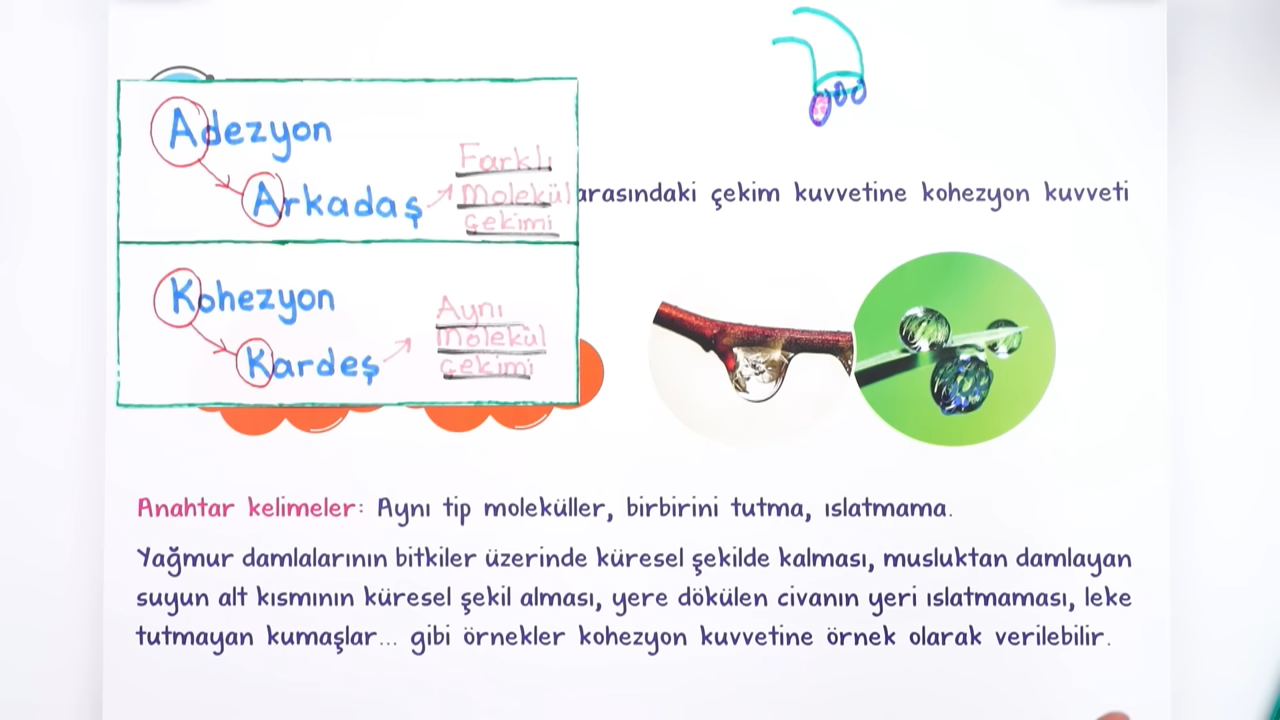 Adezyon
Arkadaş
Farklı
Molekül
Çekimi
arasındaki çekim kuvvetine kohezyon kuvveti
Kohezyon
Kardeş
Aynı
Molekül
Çekimi
Anahtar kelimeler: Aynı tip moleküller, birbirini tutma, ıslatmama.
Yağmur damlalarının bitkiler üzerinde küresel şekilde kalması, musluktan damlayan
suyun alt kısmının küresel şekil alması, yere dökülen civanın yeri ıslatmaması, leke
tutmayan kumaşlar... gibi örnekler kohezyon kuvvetine örnek olarak verilebilir.